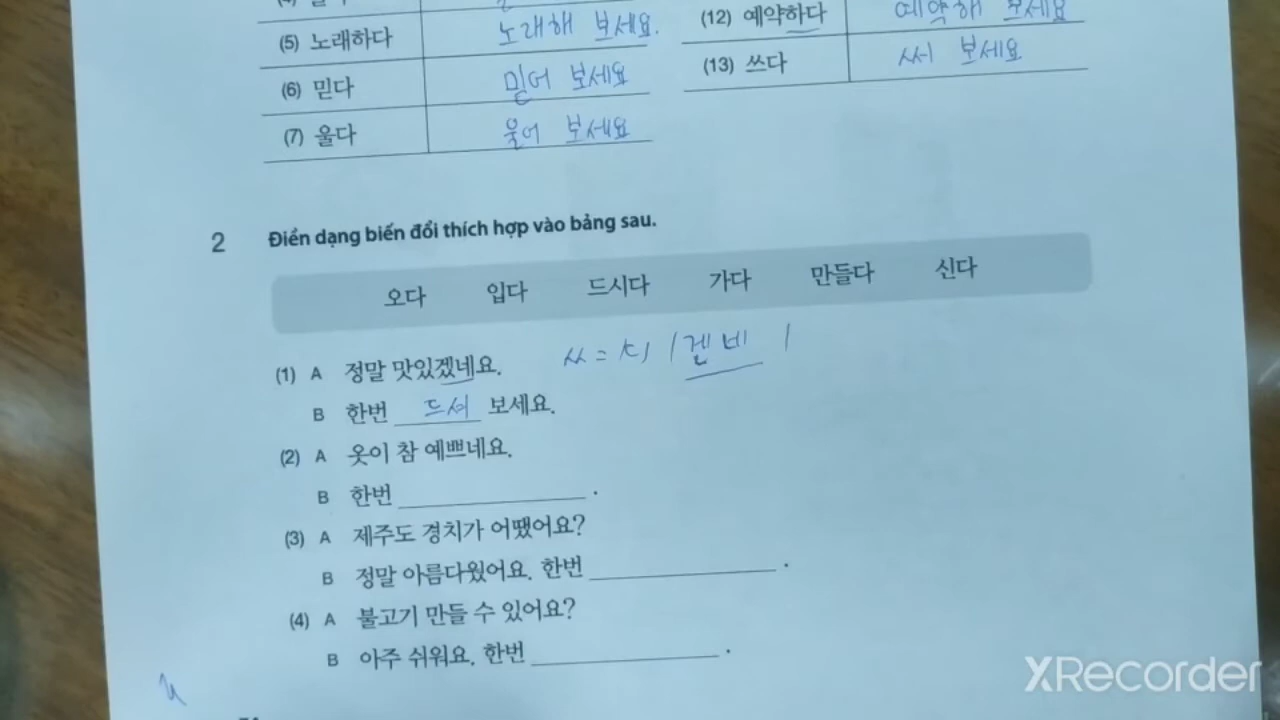 (5) 노래하다 노래해 보세요. (12) 예약하다 예약해 보세요
(6) 믿다 믿어 보세요 (13) 쓰다 써 보세요
(7) 울다 울어 보세요
2 Điền dạng biến đổi thích hợp vào bảng sau.
오다 입다 드시다 가다 만들다 신다
(1) A 정말 맛있겠네요. ㅆ = ㅅ / 겐 네 /
B 한번 드셔 보세요.
(2) A 옷이 참 예쁘네요.
B 한번 .
(3) A 제주도 경치가 어땠어요?
B 정말 아름다웠어요. 한번 .
(4) A 불고기 만들 수 있어요?
B 아주 쉬워요. 한번 .
XRecorder